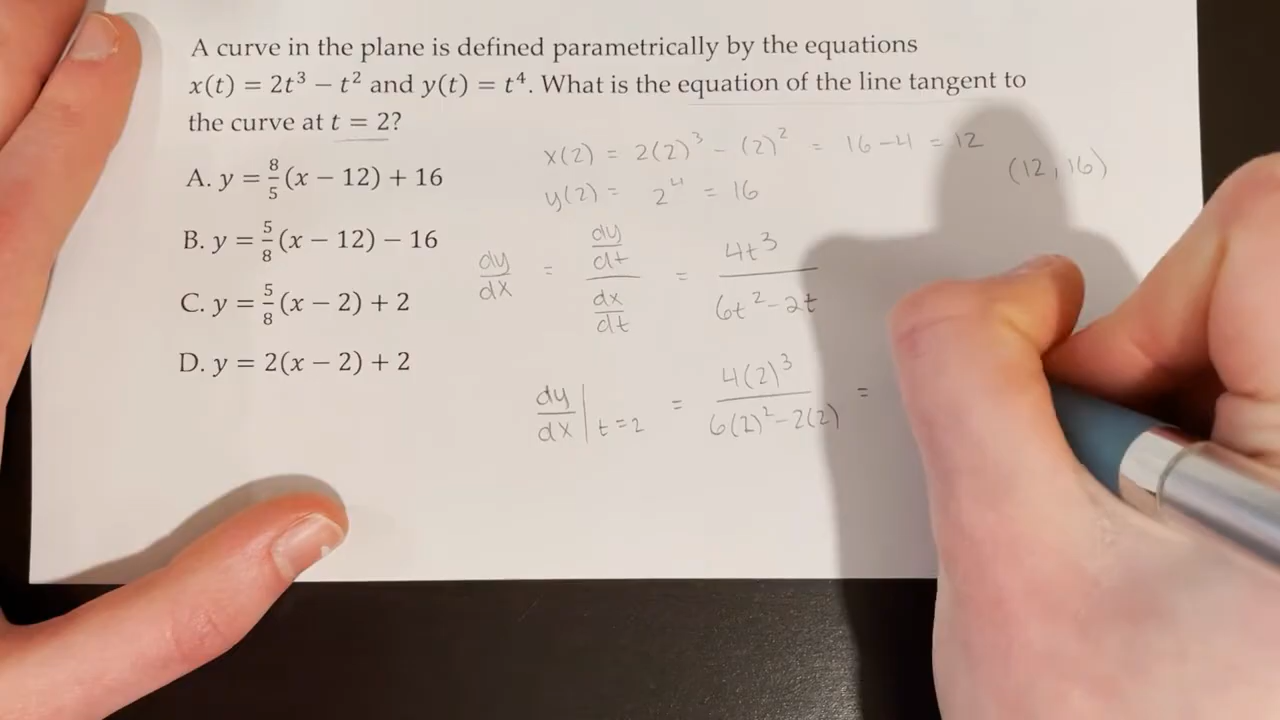 A curve in the plane is defined parametrically by the equations
x(t) = 2t³ – t² and y(t) = t⁴. What is the equation of the line tangent to
the curve at t = 2?
A. y = 8/5(x – 12) + 16
B. y = 5/8(x – 12) – 16
C. y = 5/8(x – 2) + 2
D. y = 2(x – 2) + 2
x(2) = 2(2)³ - (2)² = 16-4 = 12
(12, 16)
y(2) = 2⁴ = 16
dy/dx = (dy/dt)/(dx/dt) = 4t³/(6t²-2t)
dy/dx | t=2 = 4(2)³/(6(2)²-2(2)) =